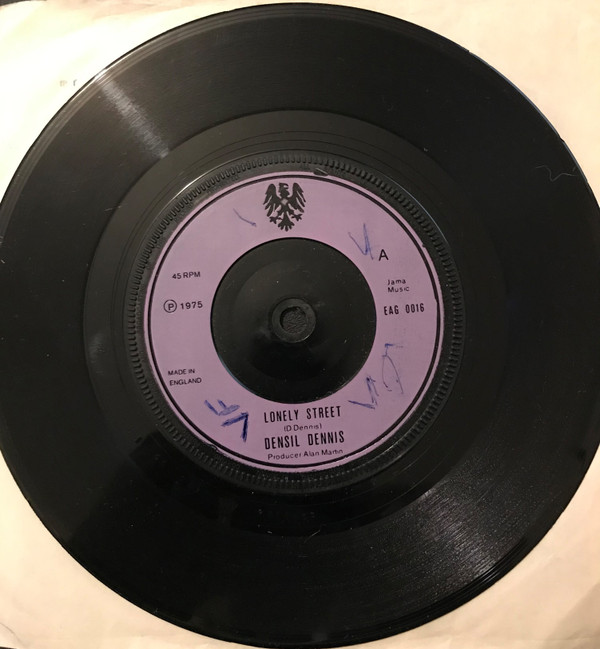 A
45 RPM
Ⓟ 1975
Jama
Music
EAG 0016
MADE IN
ENGLAND
LONELY STREET
(D Dennis)
DENSIL DENNIS
Producer Alan Martin